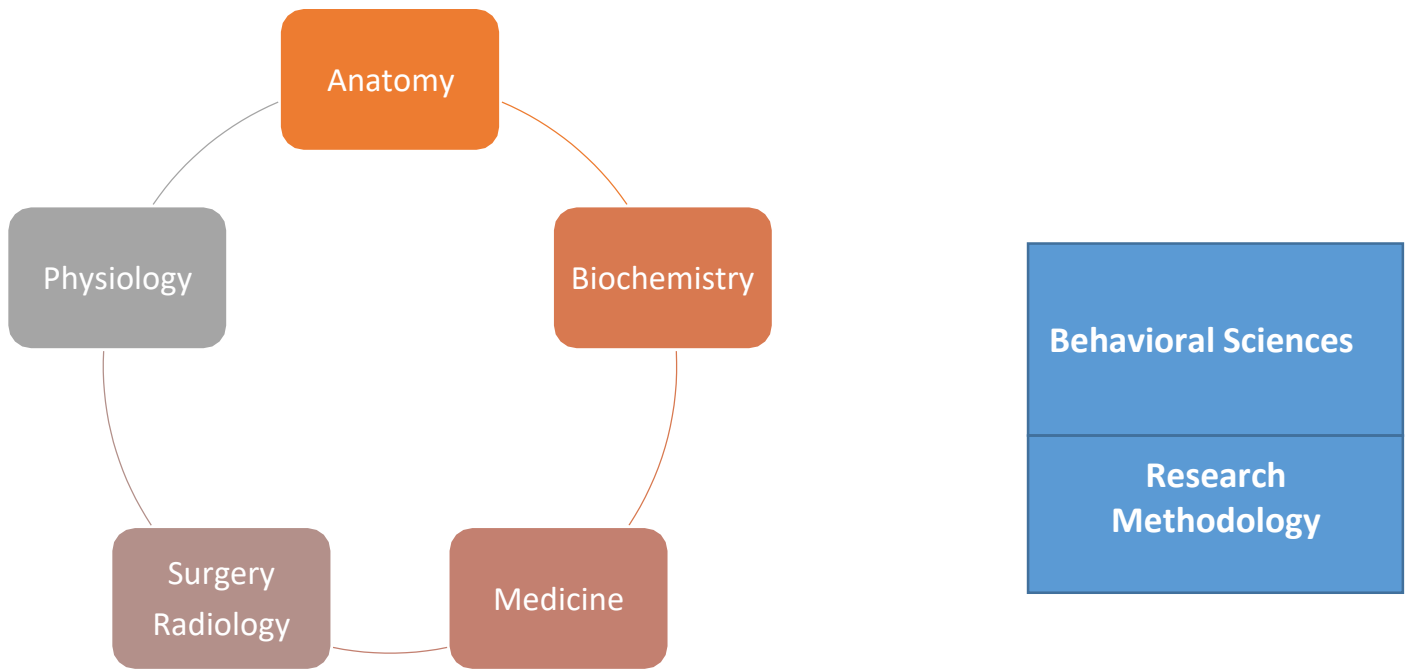 Anatomy
Physiology
Biochemistry
Behavioral Sciences
Research
Methodology
Surgery
Radiology
Medicine